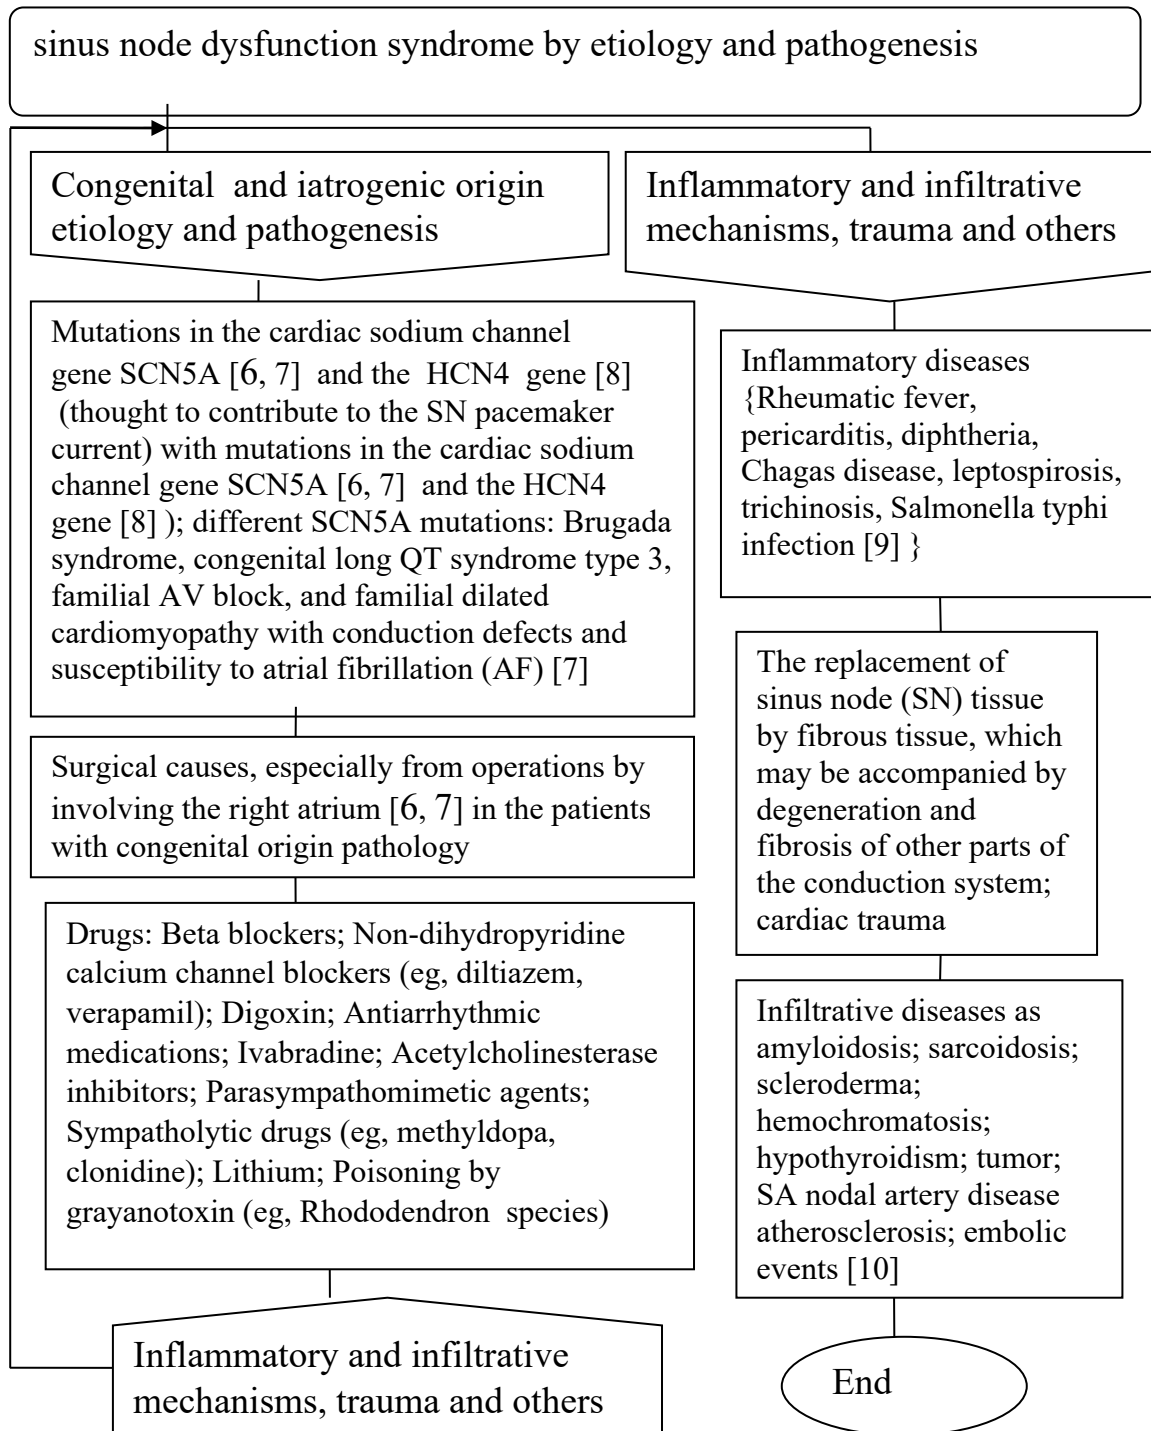 sinus node dysfunction syndrome by etiology and pathogenesis
Congenital and iatrogenic origin
etiology and pathogenesis
Mutations in the cardiac sodium channel
gene SCN5A [6, 7] and the HCN4 gene [8]
(thought to contribute to the SN pacemaker
current) with mutations in the cardiac sodium
channel gene SCN5A [6, 7] and the HCN4
gene [8] ); different SCN5A mutations: Brugada
syndrome, congenital long QT syndrome type 3,
familial AV block, and familial dilated
cardiomyopathy with conduction defects and
susceptibility to atrial fibrillation (AF) [7]
Surgical causes, especially from operations by
involving the right atrium [6, 7] in the patients
with congenital origin pathology
Drugs: Beta blockers; Non-dihydropyridine
calcium channel blockers (eg, diltiazem,
verapamil); Digoxin; Antiarrhythmic
medications; Ivabradine; Acetylcholinesterase
inhibitors; Parasympathomimetic agents;
Sympatholytic drugs (eg, methyldopa,
clonidine); Lithium; Poisoning by
grayanotoxin (eg, Rhododendron species)
Inflammatory and infiltrative
mechanisms, trauma and others
Inflammatory and infiltrative
mechanisms, trauma and others
Inflammatory diseases
{Rheumatic fever,
pericarditis, diphtheria,
Chagas disease, leptospirosis,
trichinosis, Salmonella typhi
infection [9] }
The replacement of
sinus node (SN) tissue
by fibrous tissue, which
may be accompanied by
degeneration and
fibrosis of other parts of
the conduction system;
cardiac trauma
Infiltrative diseases as
amyloidosis; sarcoidosis;
scleroderma;
hemochromatosis;
hypothyroidism; tumor;
SA nodal artery disease
atherosclerosis; embolic
events [10]
End